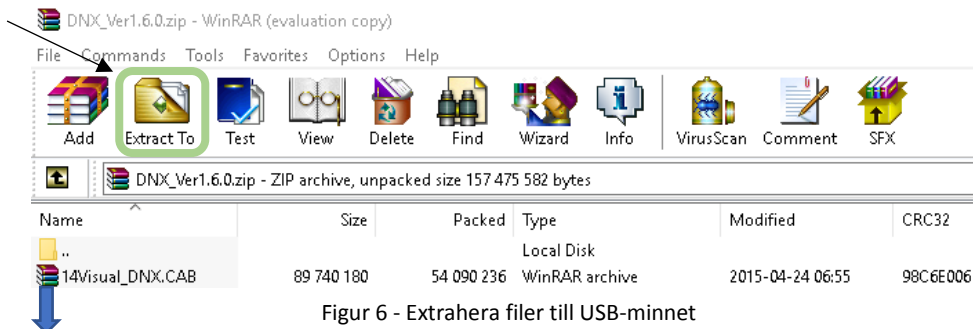 DNX_Ver1.6.0.zip - WinRAR (evaluation copy)
File Commands Tools Favorites Options Help
Add Extract To Test View Delete Find Wizard Info VirusScan Comment SFX
DNX_Ver1.6.0.zip - ZIP archive, unpacked size 157 475 582 bytes
Name Size Packed Type Modified CRC32
.. Local Disk
14Visual_DNX.CAB 89 740 180 54 090 236 WinRAR archive 2015-04-24 06:55 98C6E006
Figur 6 - Extrahera filer till USB-minnet